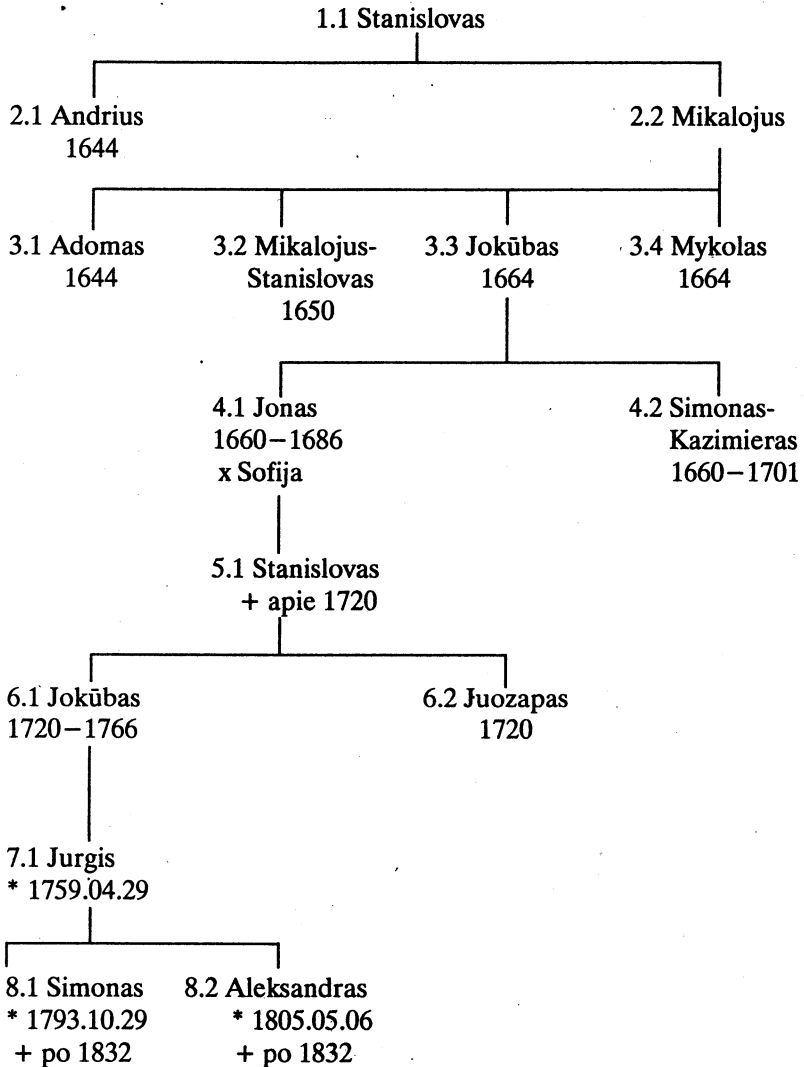 1.1 Stanislovas
2.1 Andrius
1644
2.2 Mikalojus
3.1 Adomas
1644
3.2 Mikalojus-
Stanislovas
1650
3.3 Jokūbas
1664
3.4 Mykolas
1664
4.1 Jonas
1660–1686
x Sofija
4.2 Simonas-
Kazimieras
1660–1701
5.1 Stanislovas
+ apie 1720
6.1 Jokūbas
1720–1766
6.2 Juozapas
1720
7.1 Jurgis
* 1759.04.29
8.1 Simonas
* 1793.10.29
+ po 1832
8.2 Aleksandras
* 1805.05.06
+ po 1832